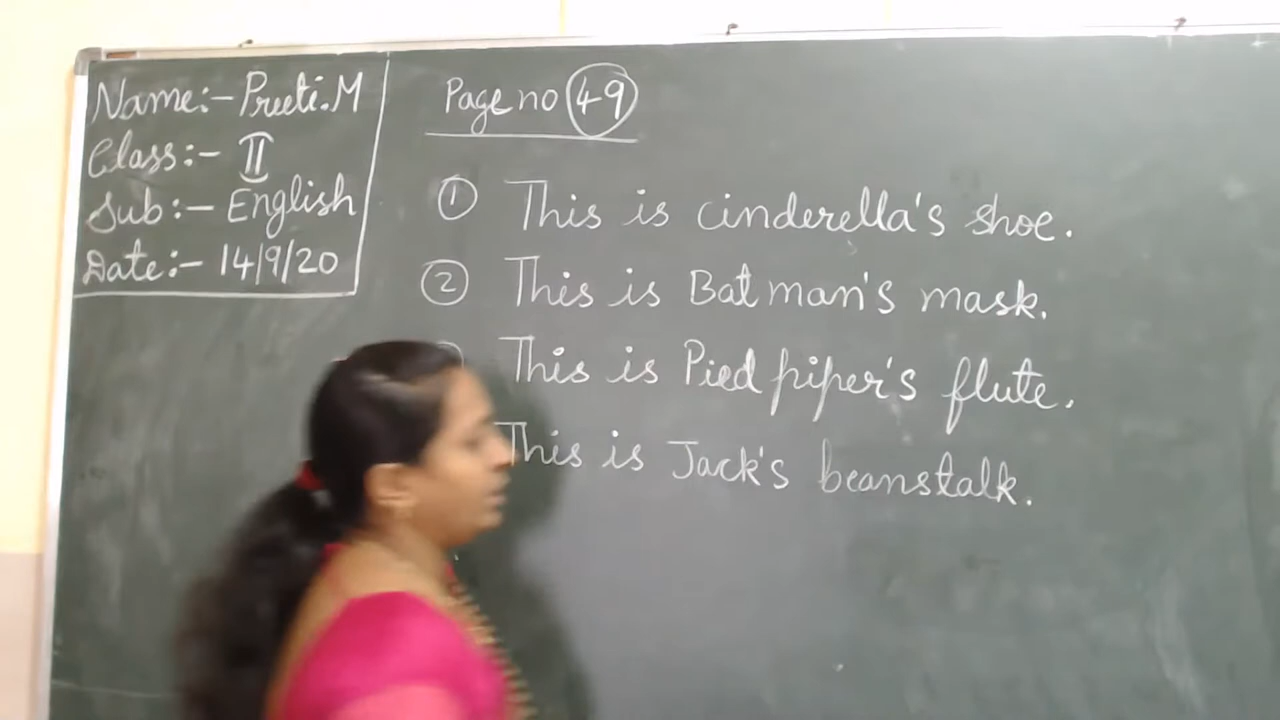 Name:- Preeti.M
Class:- II
Sub:- English
Date:- 14/9/20
Page no 49
1 This is cinderella's shoe.
2 This is Batman's mask.
This is Pied piper's flute.
This is Jack's beanstalk.